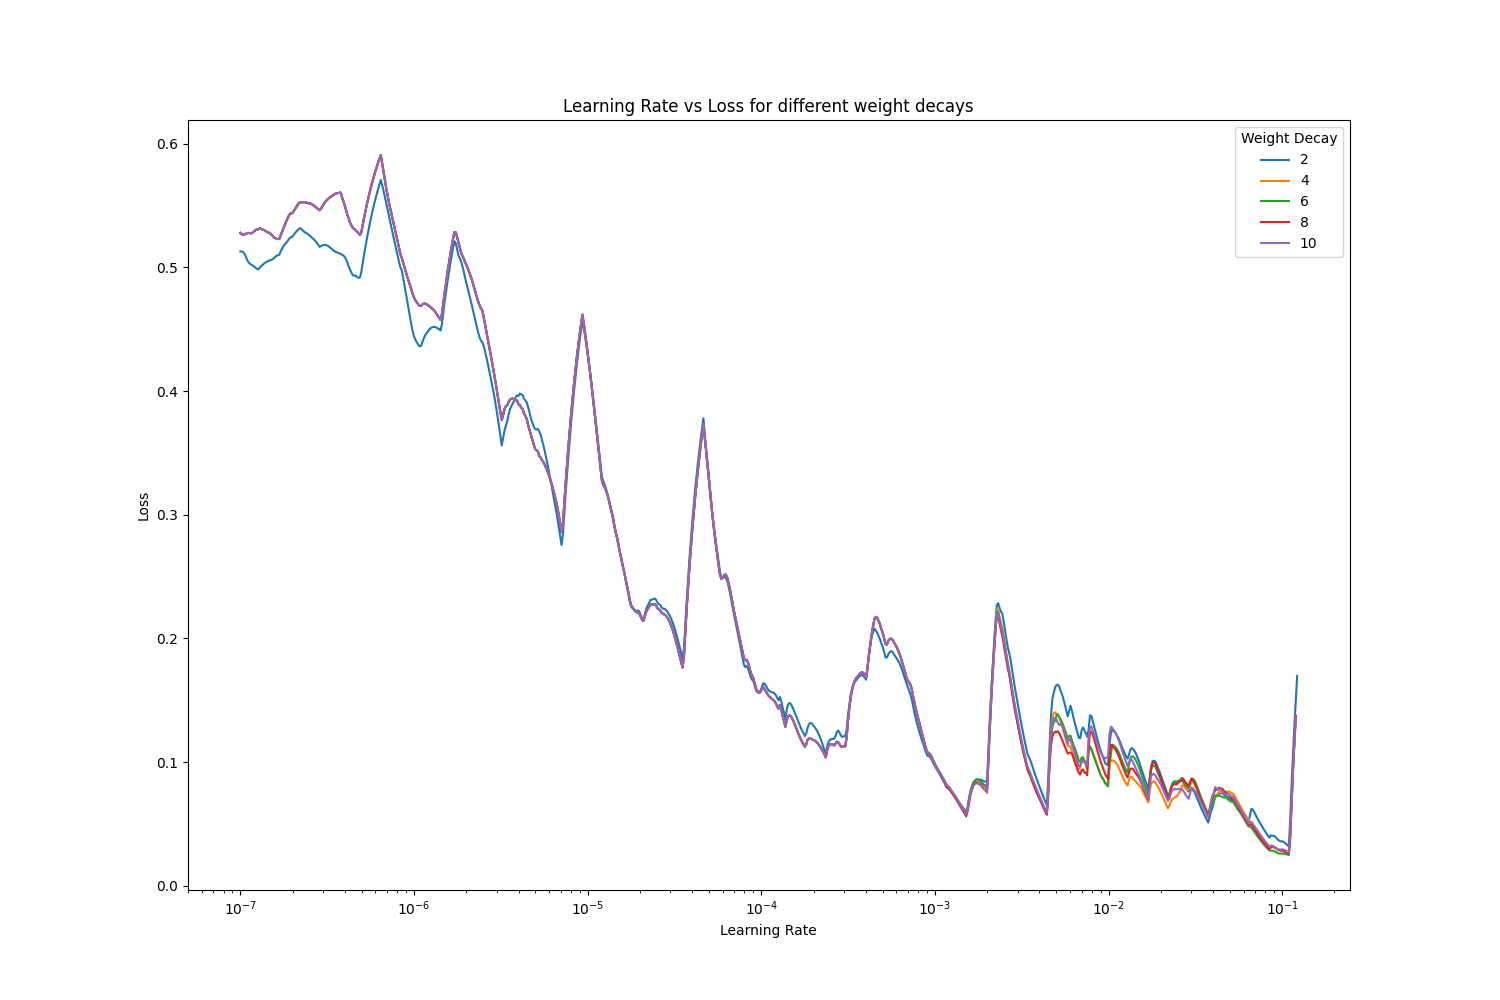 Learning Rate vs Loss for different weight decays
Weight Decay
2
4
6
8
10
0.6
0.5
0.4
0.3
0.2
0.1
0.0
Loss
10⁻⁷ 10⁻⁶ 10⁻⁵ 10⁻⁴ 10⁻³ 10⁻² 10⁻¹
Learning Rate